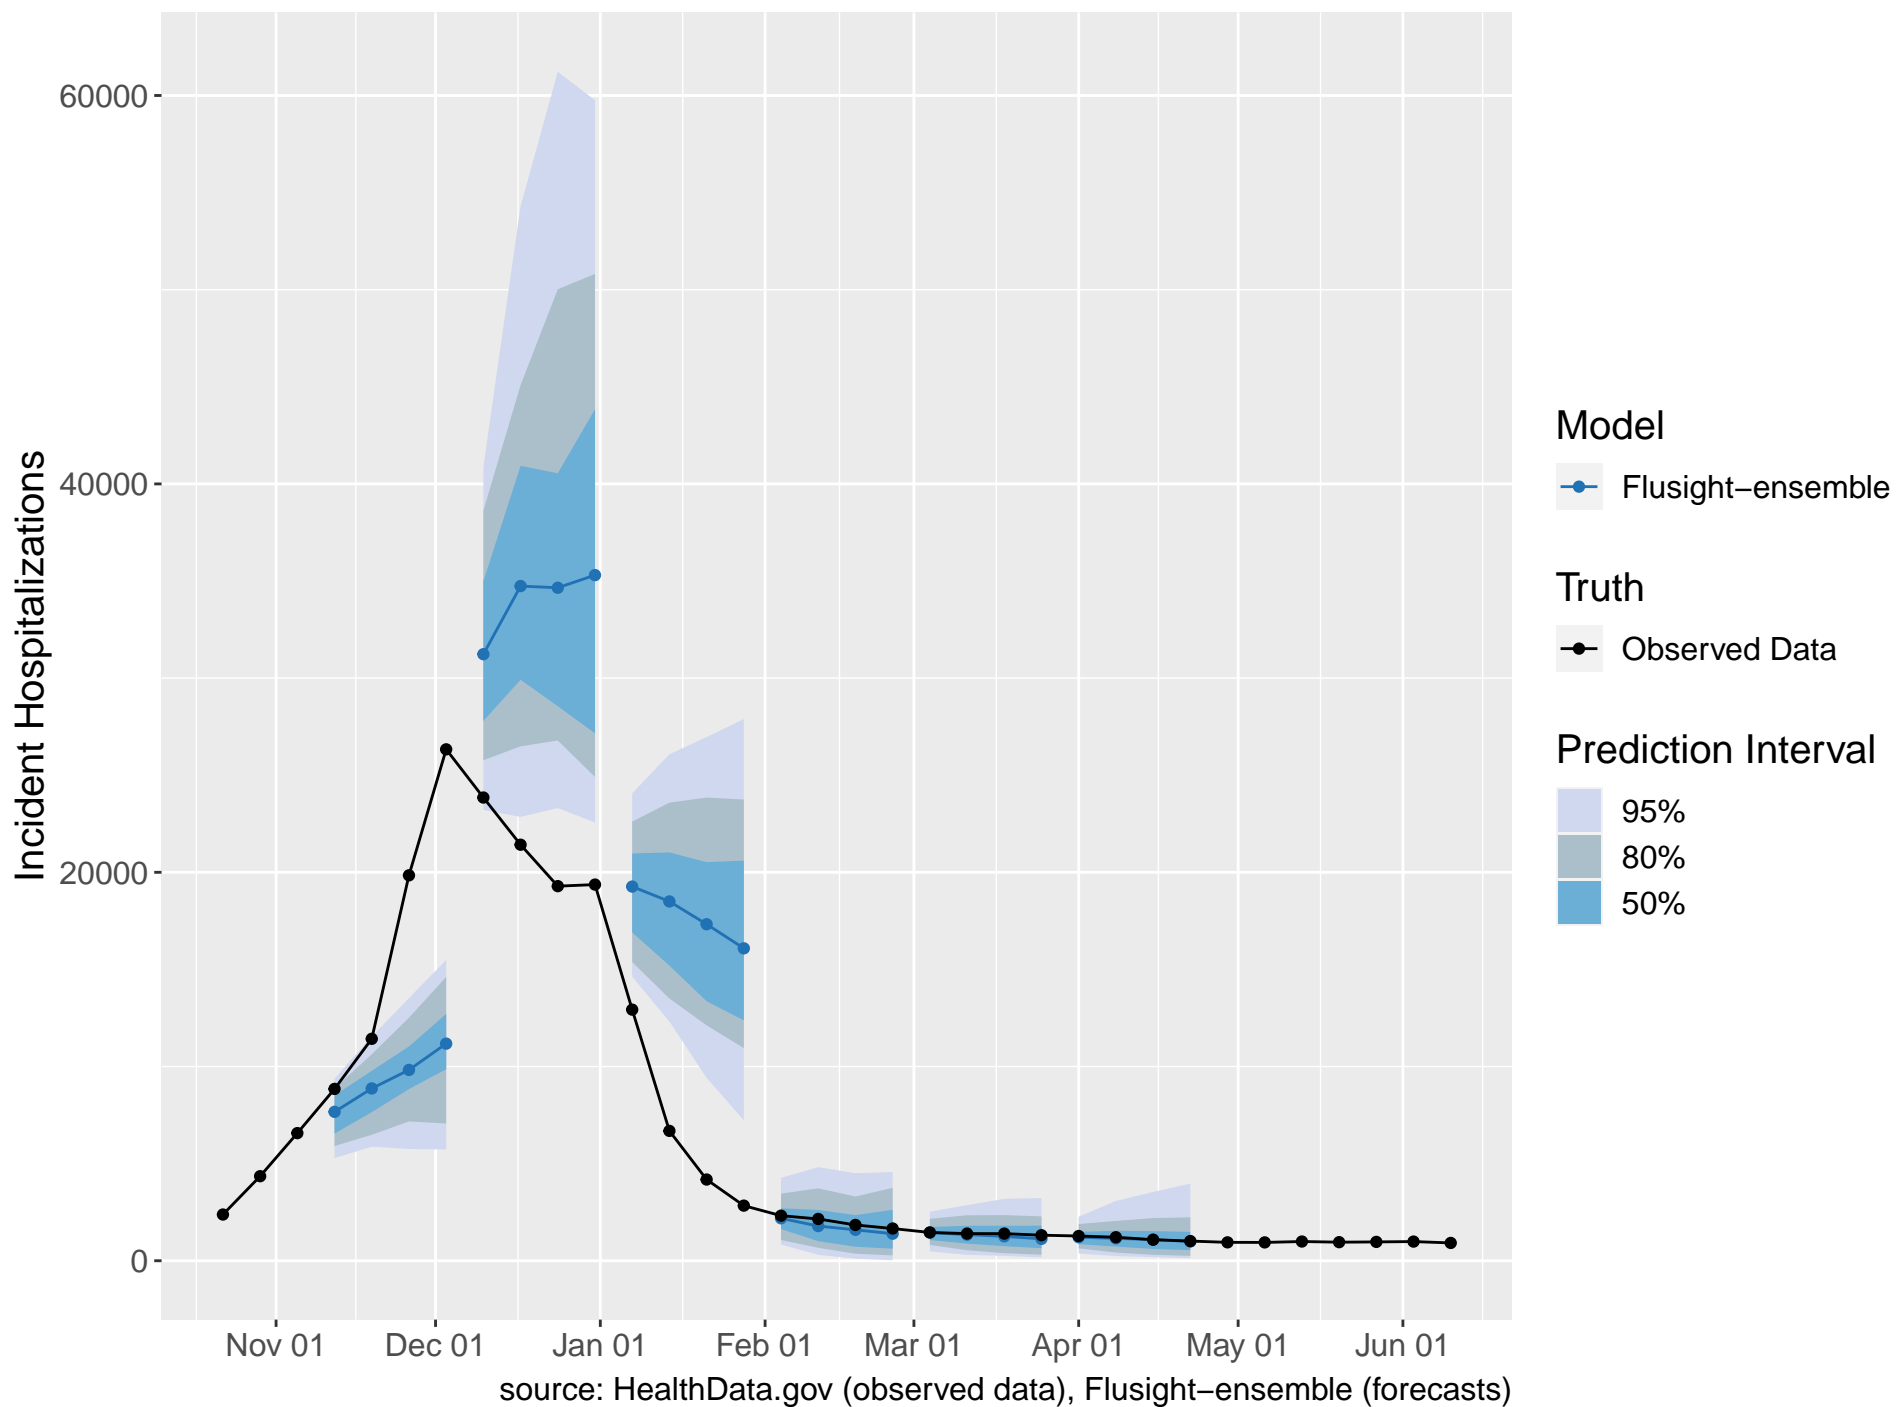 60000
40000
20000
0
Incident Hospitalizations
Nov 01 Dec 01 Jan 01 Feb 01 Mar 01 Apr 01 May 01 Jun 01
source: HealthData.gov (observed data), Flusight−ensemble (forecasts)
Model
Flusight−ensemble
Truth
Observed Data
Prediction Interval
95%
80%
50%